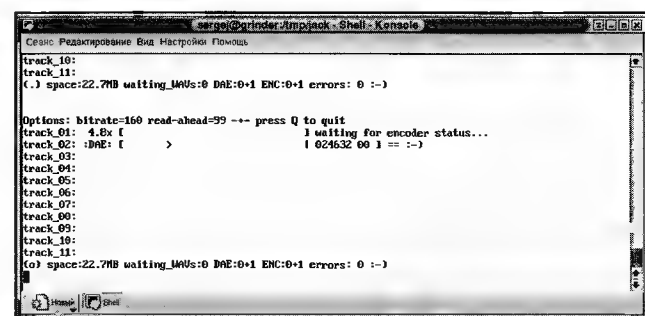 sergej@grinder:/tmp/jack - Shell - Konsole
Сеанс Редактирование Вид Настройки Помощь
track_10:
track_11:
(.) space:22.7MB waiting_WAVs:0 DAE:0+1 ENC:0+1 errors: 0 :-)
Options: bitrate=160 read-ahead=99 --- press Q to quit
track_01: 4.8x [ ] waiting for encoder status...
track_02: :DAE: [ > [ 024632 00 ] == :-)
track_03:
track_04:
track_05:
track_06:
track_07:
track_00:
track_09:
track_10:
track_11:
(o) space:22.7MB waiting_WAVs:0 DAE:0+1 ENC:0+1 errors: 0 :-)
Новый Shell